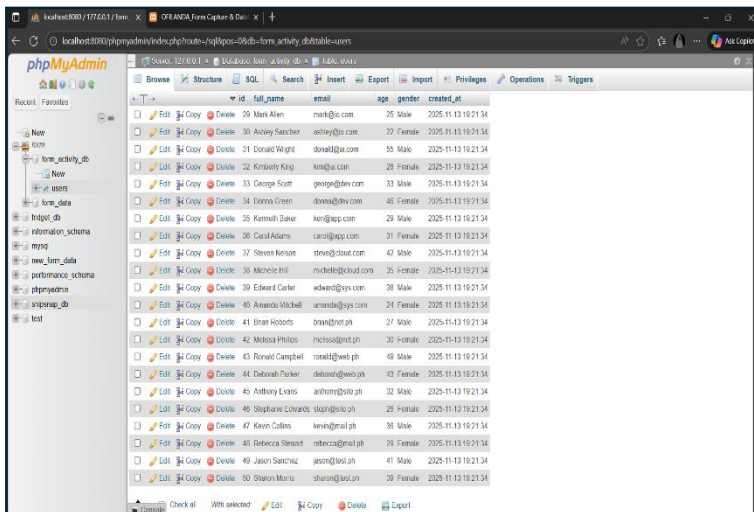 localhost:8080 / 127.0.0.1 / form_
OFILANDA_Form Capture & Datab
localhost:8080/phpmyadmin/index.php?route=/sql&pos=0&db=form_activity_db&table=users
Ask Copilot
phpMyAdmin
Recent Favorites
New
form
form_activity_db
New
users
form_data
fridget_db
information_schema
mysql
new_form_data
performance_schema
phpmyadmin
snipsnap_db
test
Server: 127.0.0.1 » Database: form_activity_db » Table: users
Browse Structure SQL Search Insert Export Import Privileges Operations Triggers
id full_name email age gender created_at
Edit Copy Delete 29 Mark Allen mark@io.com 25 Male 2025-11-13 19:21:34
Edit Copy Delete 30 Ashley Sanchez ashley@io.com 22 Female 2025-11-13 19:21:34
Edit Copy Delete 31 Donald Wright donald@ai.com 55 Male 2025-11-13 19:21:34
Edit Copy Delete 32 Kimberly King kim@ai.com 28 Female 2025-11-13 19:21:34
Edit Copy Delete 33 George Scott george@dev.com 33 Male 2025-11-13 19:21:34
Edit Copy Delete 34 Donna Green donna@dev.com 46 Female 2025-11-13 19:21:34
Edit Copy Delete 35 Kenneth Baker ken@app.com 29 Male 2025-11-13 19:21:34
Edit Copy Delete 36 Carol Adams carol@app.com 31 Female 2025-11-13 19:21:34
Edit Copy Delete 37 Steven Nelson steve@cloud.com 42 Male 2025-11-13 19:21:34
Edit Copy Delete 38 Michelle Hill michelle@cloud.com 35 Female 2025-11-13 19:21:34
Edit Copy Delete 39 Edward Carter edward@sys.com 38 Male 2025-11-13 19:21:34
Edit Copy Delete 40 Amanda Mitchell amanda@sys.com 24 Female 2025-11-13 19:21:34
Edit Copy Delete 41 Brian Roberts brian@net.ph 27 Male 2025-11-13 19:21:34
Edit Copy Delete 42 Melissa Phillips melissa@net.ph 30 Female 2025-11-13 19:21:34
Edit Copy Delete 43 Ronald Campbell ronald@web.ph 49 Male 2025-11-13 19:21:34
Edit Copy Delete 44 Deborah Parker deborah@web.ph 43 Female 2025-11-13 19:21:34
Edit Copy Delete 45 Anthony Evans anthony@site.ph 32 Male 2025-11-13 19:21:34
Edit Copy Delete 46 Stephanie Edwards steph@site.ph 26 Female 2025-11-13 19:21:34
Edit Copy Delete 47 Kevin Collins kevin@mail.ph 36 Male 2025-11-13 19:21:34
Edit Copy Delete 48 Rebecca Stewart rebecca@mail.ph 29 Female 2025-11-13 19:21:34
Edit Copy Delete 49 Jason Sanchez jason@test.ph 41 Male 2025-11-13 19:21:34
Edit Copy Delete 50 Sharon Morris sharon@test.ph 39 Female 2025-11-13 19:21:34
Console Check all With selected: Edit Copy Delete Export